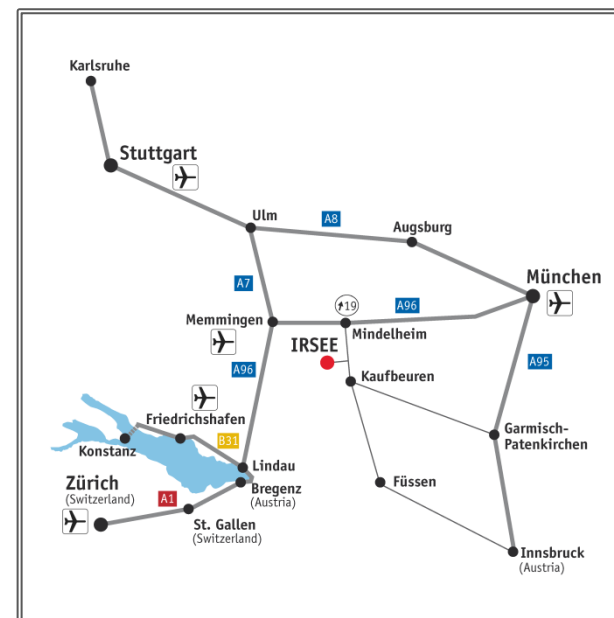 Karlsruhe
Stuttgart
Ulm
A8
Augsburg
München
A7
19
A96
Memmingen
Mindelheim
IRSEE
A96
A95
Kaufbeuren
Friedrichshafen
Garmisch-
Patenkirchen
B31
Konstanz
Lindau
Zürich
(Switzerland)
A1
Bregenz
(Austria)
Füssen
St. Gallen
(Switzerland)
Innsbruck
(Austria)